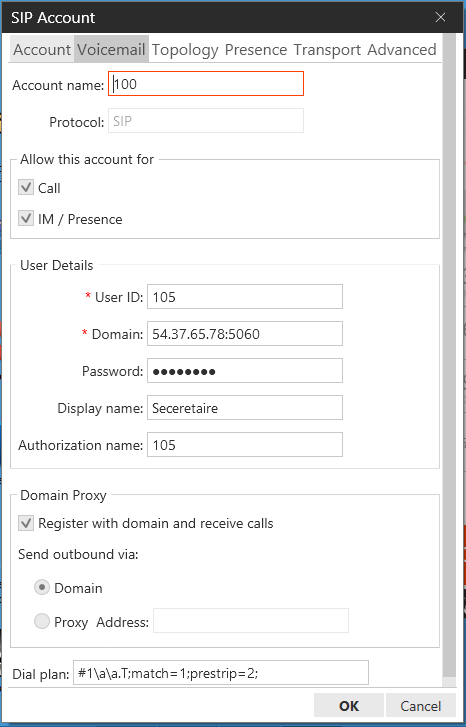 SIP Account
Account Voicemail Topology Presence Transport Advanced
Account name: 100
Protocol: SIP
Allow this account for
Call
IM / Presence
User Details
* User ID: 105
* Domain: 54.37.65.78:5060
Password: ●●●●●●●●
Display name: Seceretaire
Authorization name: 105
Domain Proxy
Register with domain and receive calls
Send outbound via:
Domain
Proxy Address:
Dial plan: #1\a\a.T;match=1;prestrip=2;
OK Cancel